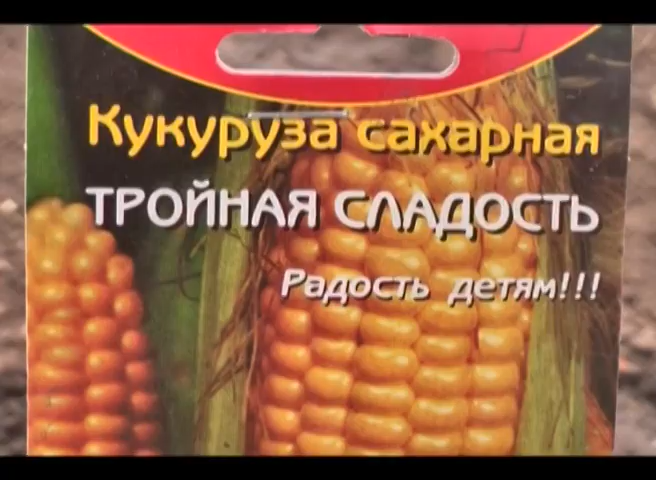 Кукуруза сахарная
ТРОЙНАЯ СЛАДОСТЬ
Радость детям!!!